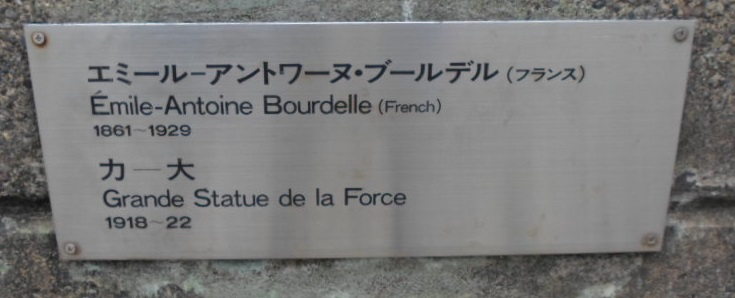 エミール-アントワーヌ・ブールデル(フランス)
Émile-Antoine Bourdelle (French)
1861~1929
力 ― 大
Grande Statue de la Force
1918~22